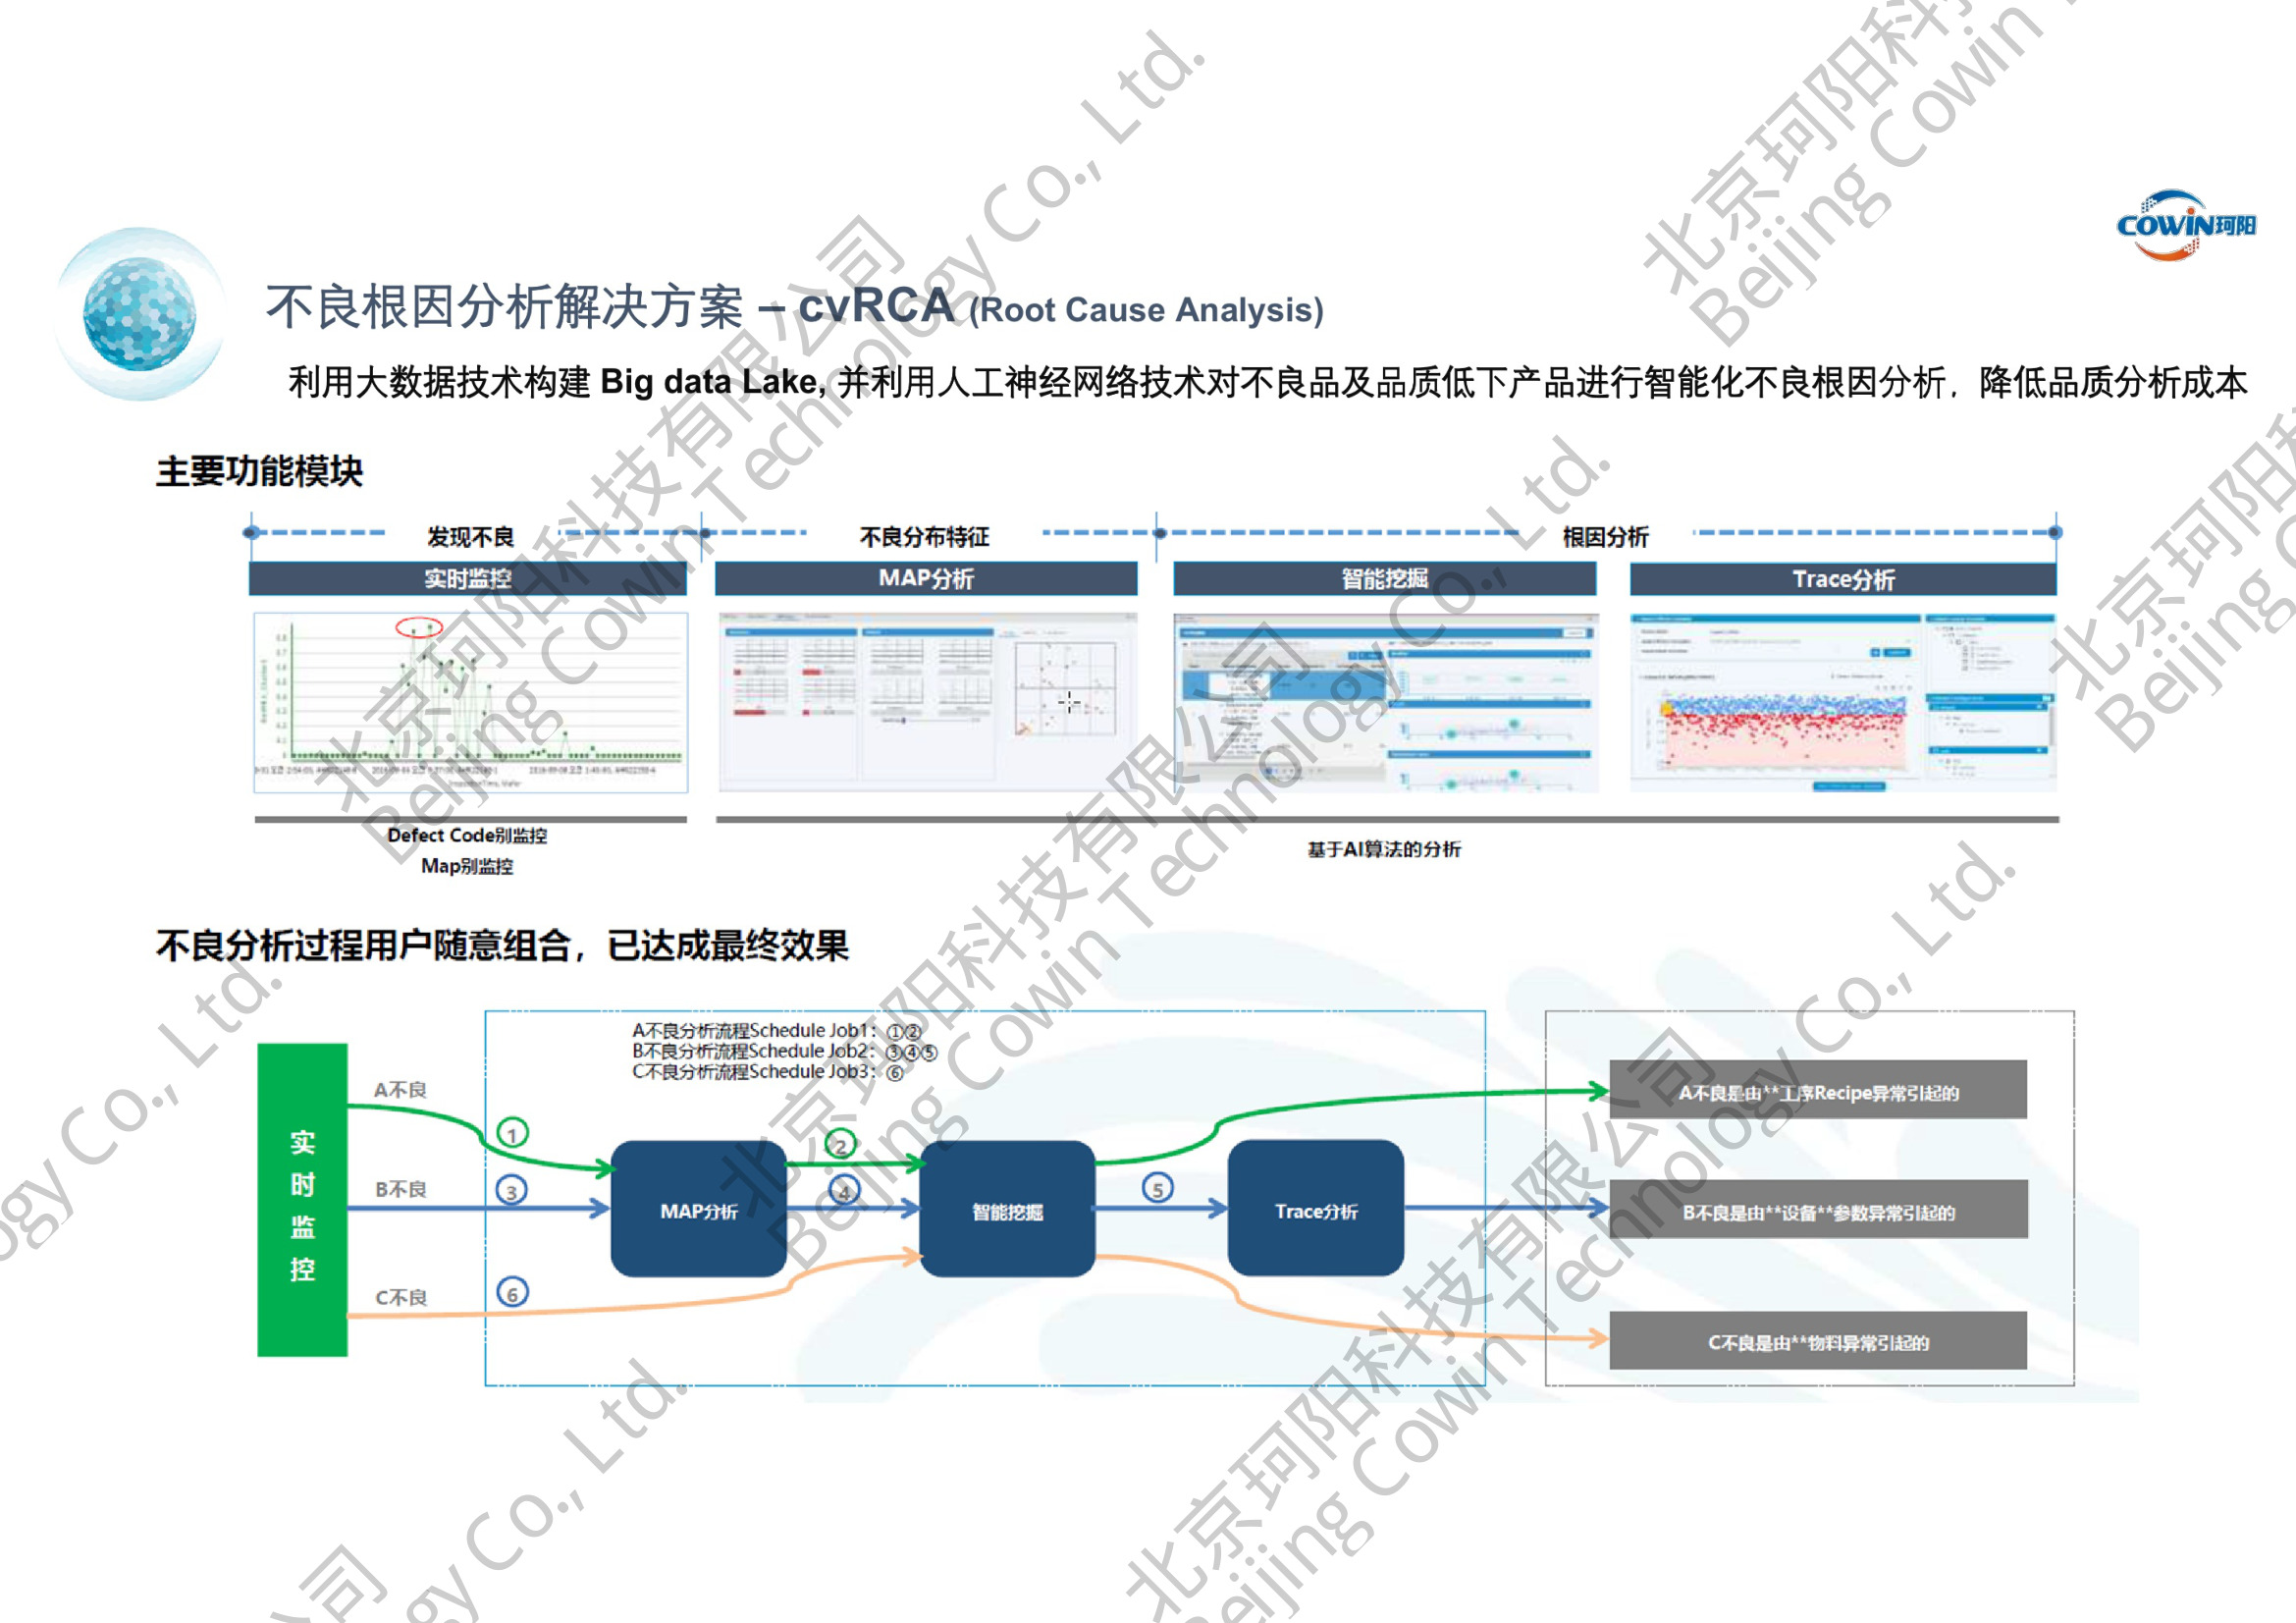 COWIN珂阳
不良根因分析解决方案 – cvRCA (Root Cause Analysis)
利用大数据技术构建 Big data Lake, 并利用人工神经网络技术对不良品及品质低下产品进行智能化不良根因分析，降低品质分析成本
主要功能模块
发现不良
不良分布特征
根因分析
实时监控
MAP分析
智能挖掘
Trace分析
Defect Code别监控
Map别监控
基于AI算法的分析
不良分析过程用户随意组合，已达成最终效果
A不良分析流程Schedule Job1：①②
B不良分析流程Schedule Job2：③④⑤
C不良分析流程Schedule Job3：⑥
实时监控
A不良
①
②
B不良
③
④
⑤
C不良
⑥
MAP分析
智能挖掘
Trace分析
A不良是由**工序Recipe异常引起的
B不良是由**设备**参数异常引起的
C不良是由**物料异常引起的
北京珂阳科技有限公司
Beijing Cowin Technology Co., Ltd.